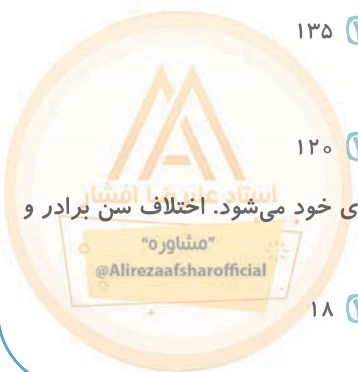 ۱۳۵
۱۲۰
استاد علیرضا افشار
ی خود می‌شود. اختلاف سن برادر و
"مشاوره"
@Alirezaafsharofficial
۱۸